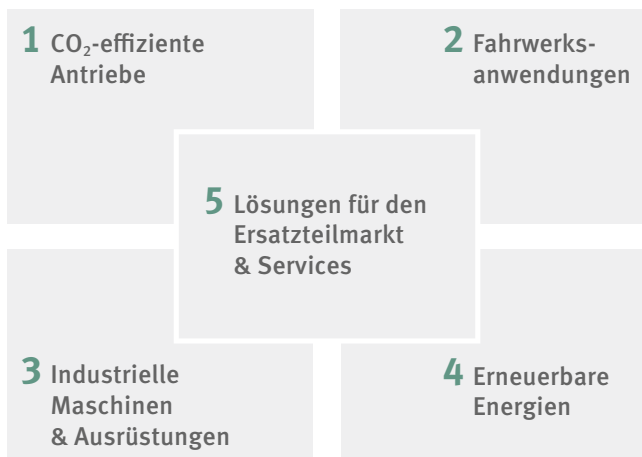 1 CO₂-effiziente
Antriebe
2 Fahrwerks-
anwendungen
5 Lösungen für den
Ersatzteilmarkt
& Services
3 Industrielle
Maschinen
& Ausrüstungen
4 Erneuerbare
Energien